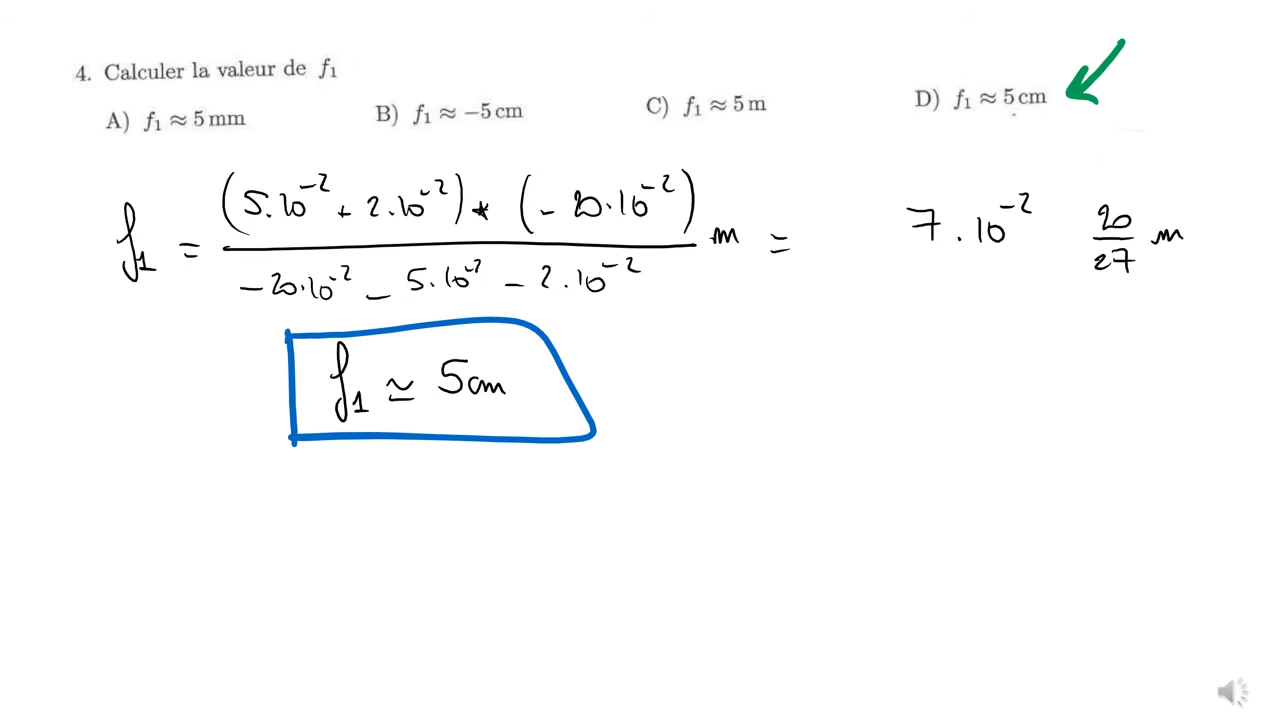 4. Calculer la valeur de f₁
A) f₁ ≈ 5 mm B) f₁ ≈ −5 cm C) f₁ ≈ 5 m D) f₁ ≈ 5 cm
f₁ = ((5.10⁻² + 2.10⁻²) * (− 20.10⁻²)) / (−20.10⁻² − 5.10⁻² − 2.10⁻²) m = 7.10⁻² 20/27 m
f₁ ≃ 5cm